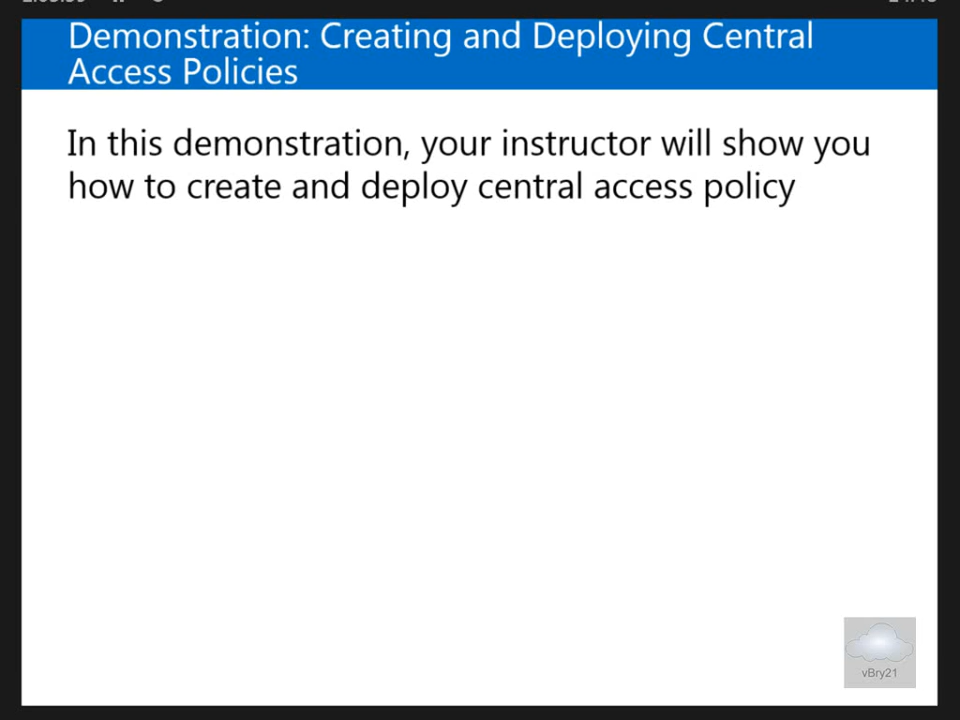 Demonstration: Creating and Deploying Central
Access Policies
In this demonstration, your instructor will show you
how to create and deploy central access policy
vBry21